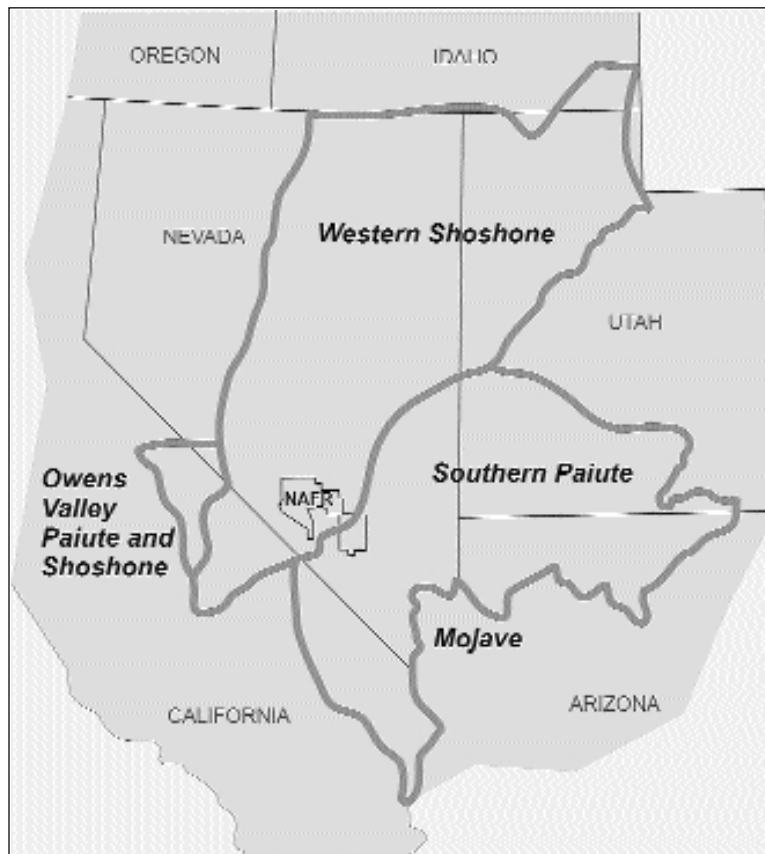 OREGON
IDAHO
NEVADA
Western Shoshone
UTAH
Owens
Valley
Paiute and
Shoshone
NAFR
Southern Paiute
Mojave
CALIFORNIA
ARIZONA